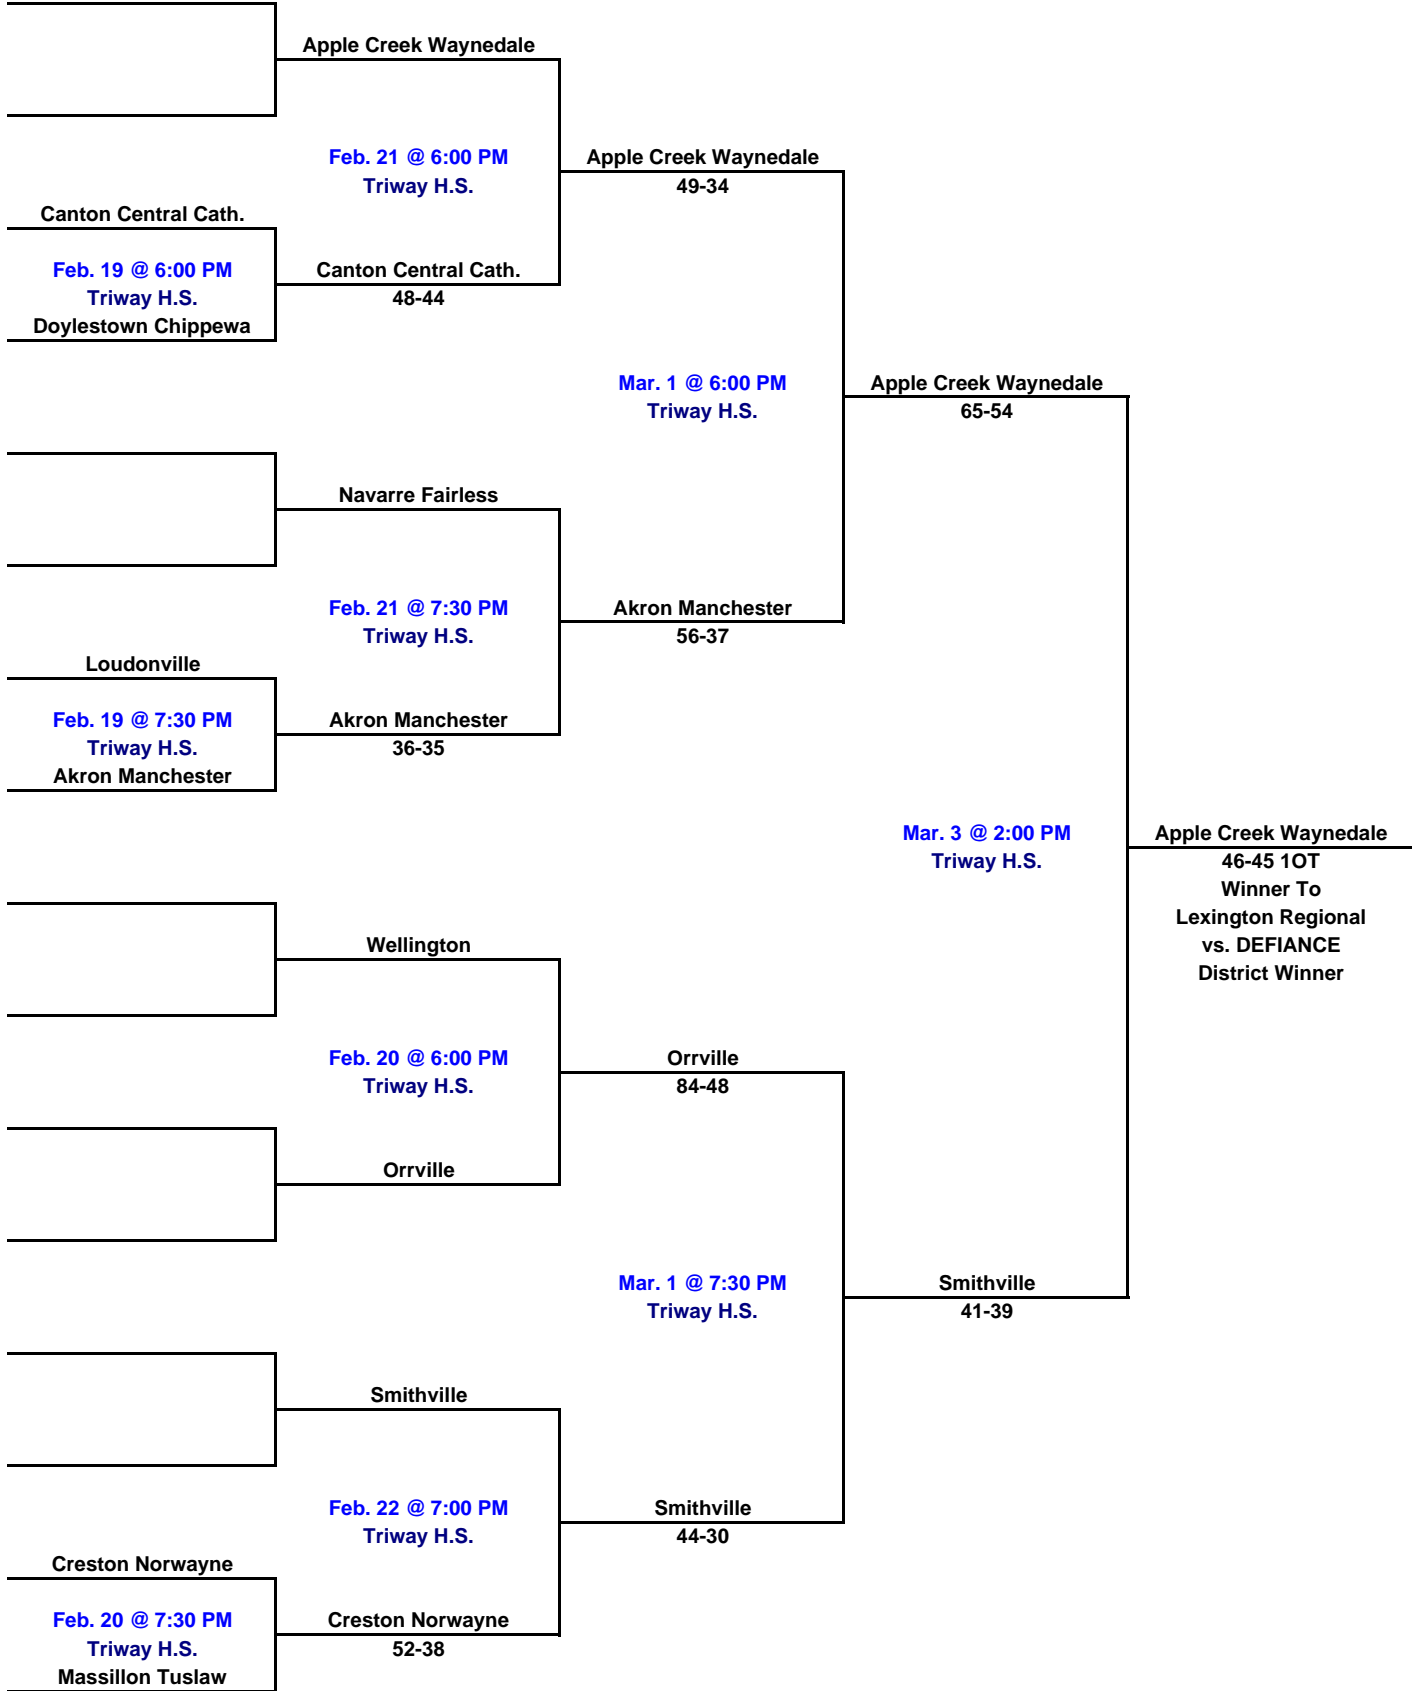 Apple Creek Waynedale
Feb. 21 @ 6:00 PM
Triway H.S.
Apple Creek Waynedale
49-34
Canton Central Cath.
Feb. 19 @ 6:00 PM
Triway H.S.
Doylestown Chippewa
Canton Central Cath.
48-44
Mar. 1 @ 6:00 PM
Triway H.S.
Apple Creek Waynedale
65-54
Navarre Fairless
Feb. 21 @ 7:30 PM
Triway H.S.
Akron Manchester
56-37
Loudonville
Feb. 19 @ 7:30 PM
Triway H.S.
Akron Manchester
Akron Manchester
36-35
Mar. 3 @ 2:00 PM
Triway H.S.
Apple Creek Waynedale
46-45 1OT
Winner To
Lexington Regional
vs. DEFIANCE
District Winner
Wellington
Feb. 20 @ 6:00 PM
Triway H.S.
Orrville
84-48
Orrville
Mar. 1 @ 7:30 PM
Triway H.S.
Smithville
41-39
Smithville
Feb. 22 @ 7:00 PM
Triway H.S.
Smithville
44-30
Creston Norwayne
Feb. 20 @ 7:30 PM
Triway H.S.
Massillon Tuslaw
Creston Norwayne
52-38